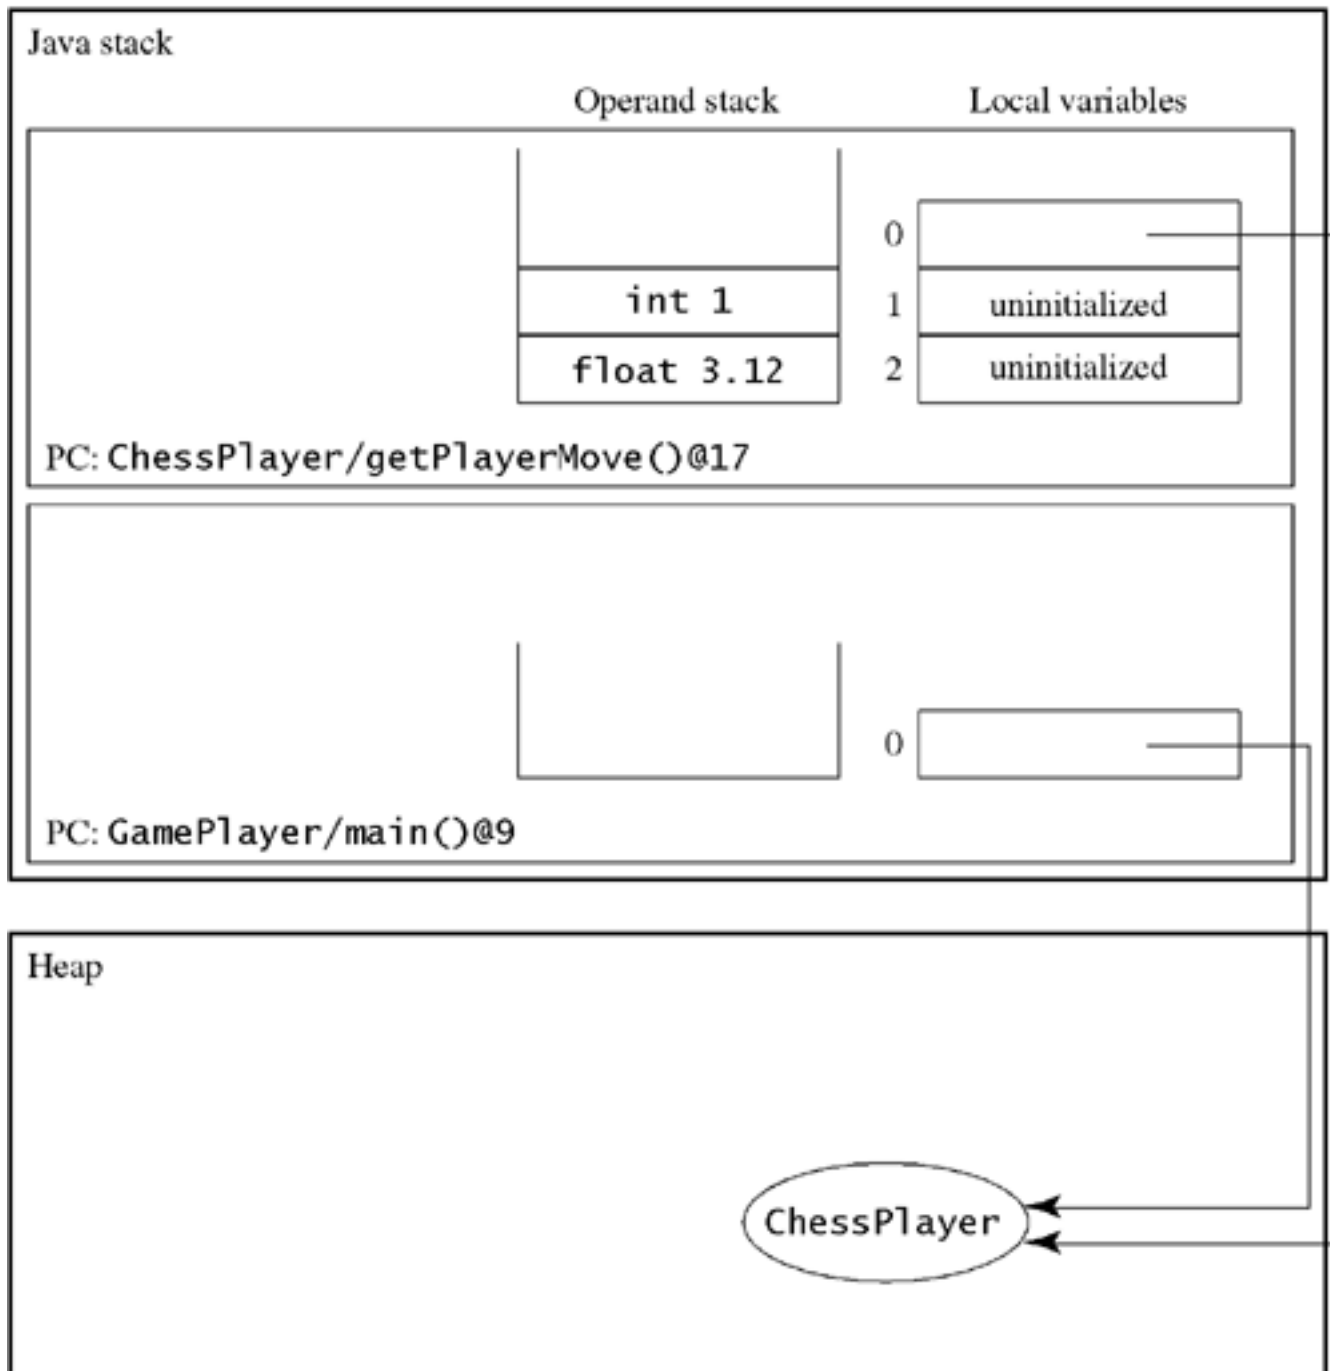 Java stack
Operand stack Local variables
0
int 1 1 uninitialized
float 3.12 2 uninitialized
PC: ChessPlayer/getPlayerMove()@17
0
PC: GamePlayer/main()@9
Heap
ChessPlayer